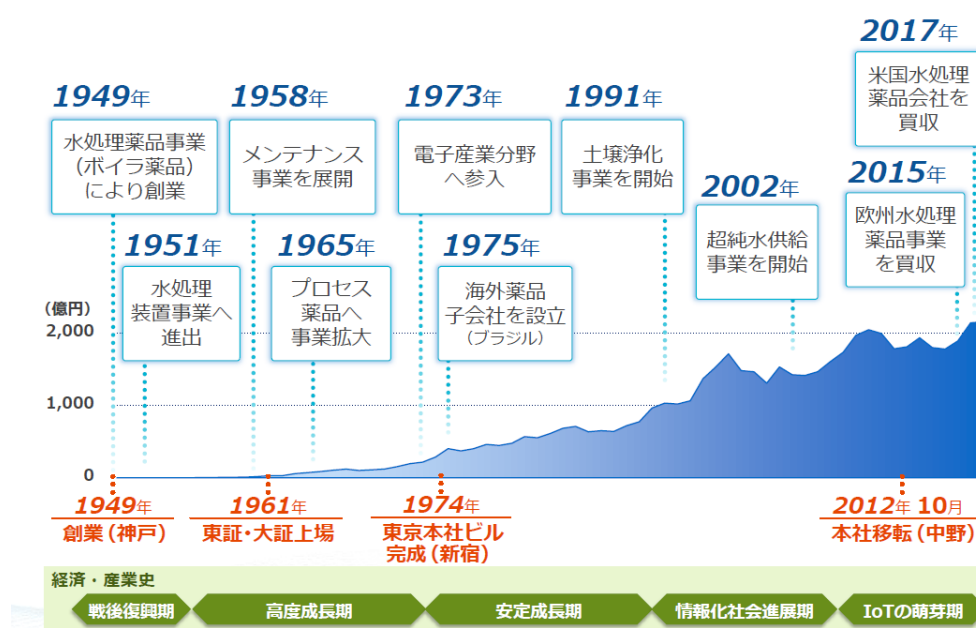 2017年
米国水処理
薬品会社を
買収
1949年
水処理薬品事業
（ボイラ薬品）
により創業
1958年
メンテナンス
事業を展開
1973年
電子産業分野
へ参入
1991年
土壌浄化
事業を開始
2002年
超純水供給
事業を開始
2015年
欧州水処理
薬品事業
を買収
1951年
水処理
装置事業へ
進出
1965年
プロセス
薬品へ
事業拡大
1975年
海外薬品
子会社を設立
（ブラジル）
（億円）
2,000
1,000
0
1949年
創業（神戸）
1961年
東証・大証上場
1974年
東京本社ビル
完成（新宿）
2012年 10月
本社移転（中野）
経済・産業史
戦後復興期
高度成長期
安定成長期
情報化社会進展期
IoTの萌芽期